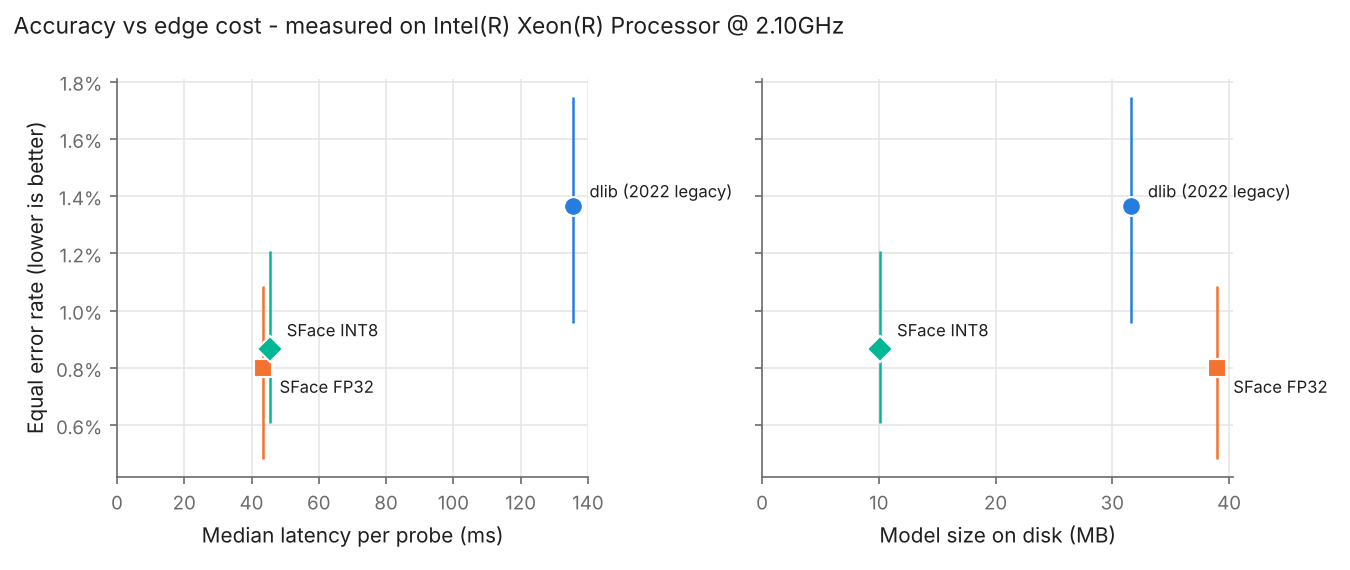 Accuracy vs edge cost - measured on Intel(R) Xeon(R) Processor @ 2.10GHz
Equal error rate (lower is better)
1.8%
1.6%
1.4%
1.2%
1.0%
0.8%
0.6%
dlib (2022 legacy)
SFace INT8
SFace FP32
0 20 40 60 80 100 120 140
Median latency per probe (ms)
dlib (2022 legacy)
SFace INT8
SFace FP32
0 10 20 30 40
Model size on disk (MB)